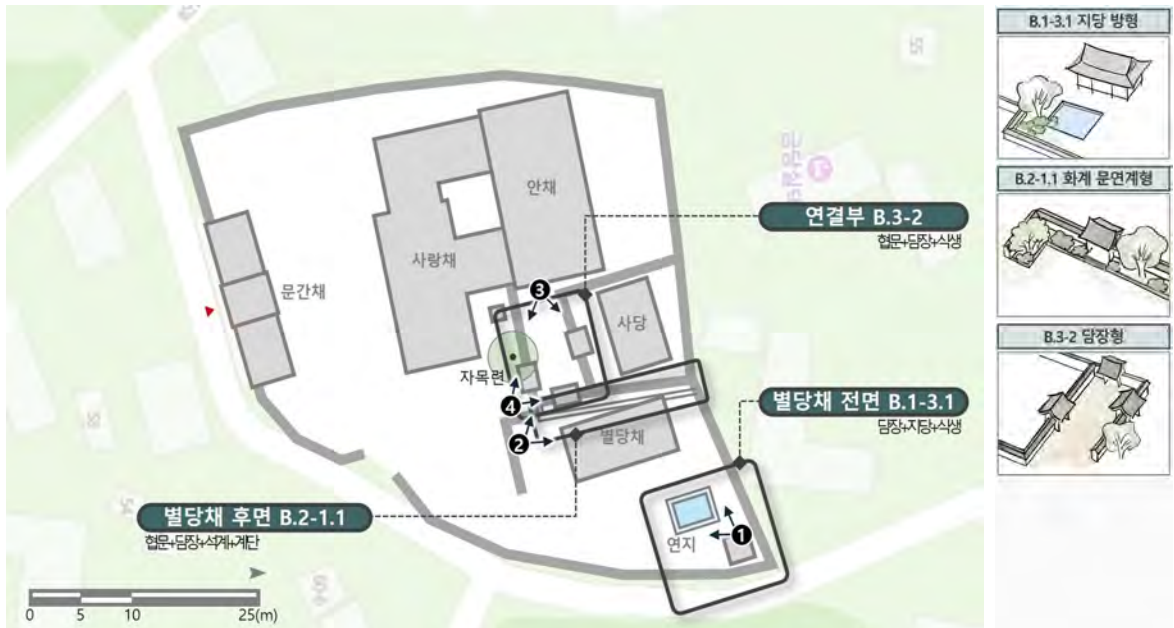 안채
사랑채
문간채
연결부 B.3-2
협문+담장+식생
사당
자목련
별당채 전면 B.1-3.1
담장+지당+식생
별당채
별당채 후면 B.2-1.1
협문+담장+석계+계단
연지
1
2
3
4
0 5 10 25(m)
B.1-3.1 지당 방형
B.2-1.1 화계 문연계형
B.3-2 담장형